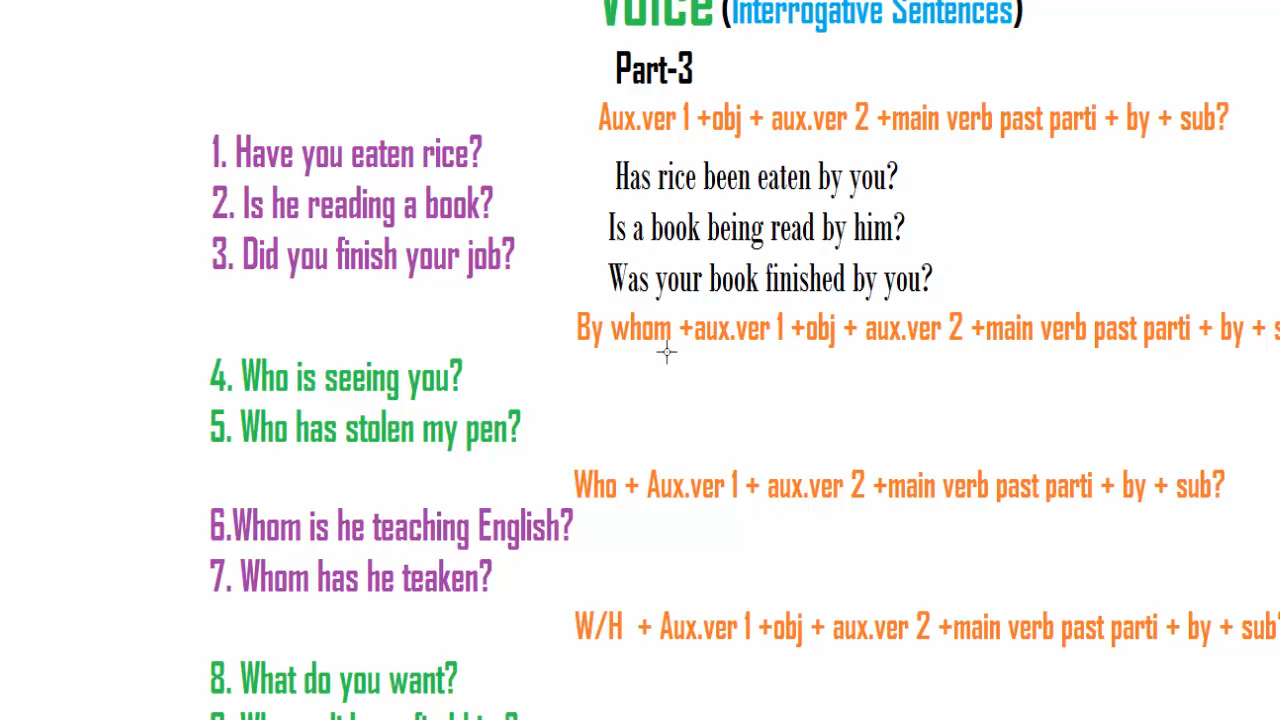 Voice (Interrogative Sentences)
Part-3
Aux.ver 1 +obj + aux.ver 2 +main verb past parti + by + sub?
1. Have you eaten rice?
Has rice been eaten by you?
2. Is he reading a book?
Is a book being read by him?
3. Did you finish your job?
Was your book finished by you?
By whom +aux.ver 1 +obj + aux.ver 2 +main verb past parti + by + s
4. Who is seeing you?
5. Who has stolen my pen?
Who + Aux.ver 1 + aux.ver 2 +main verb past parti + by + sub?
6.Whom is he teaching English?
7. Whom has he teaken?
W/H + Aux.ver 1 +obj + aux.ver 2 +main verb past parti + by + sub?
8. What do you want?